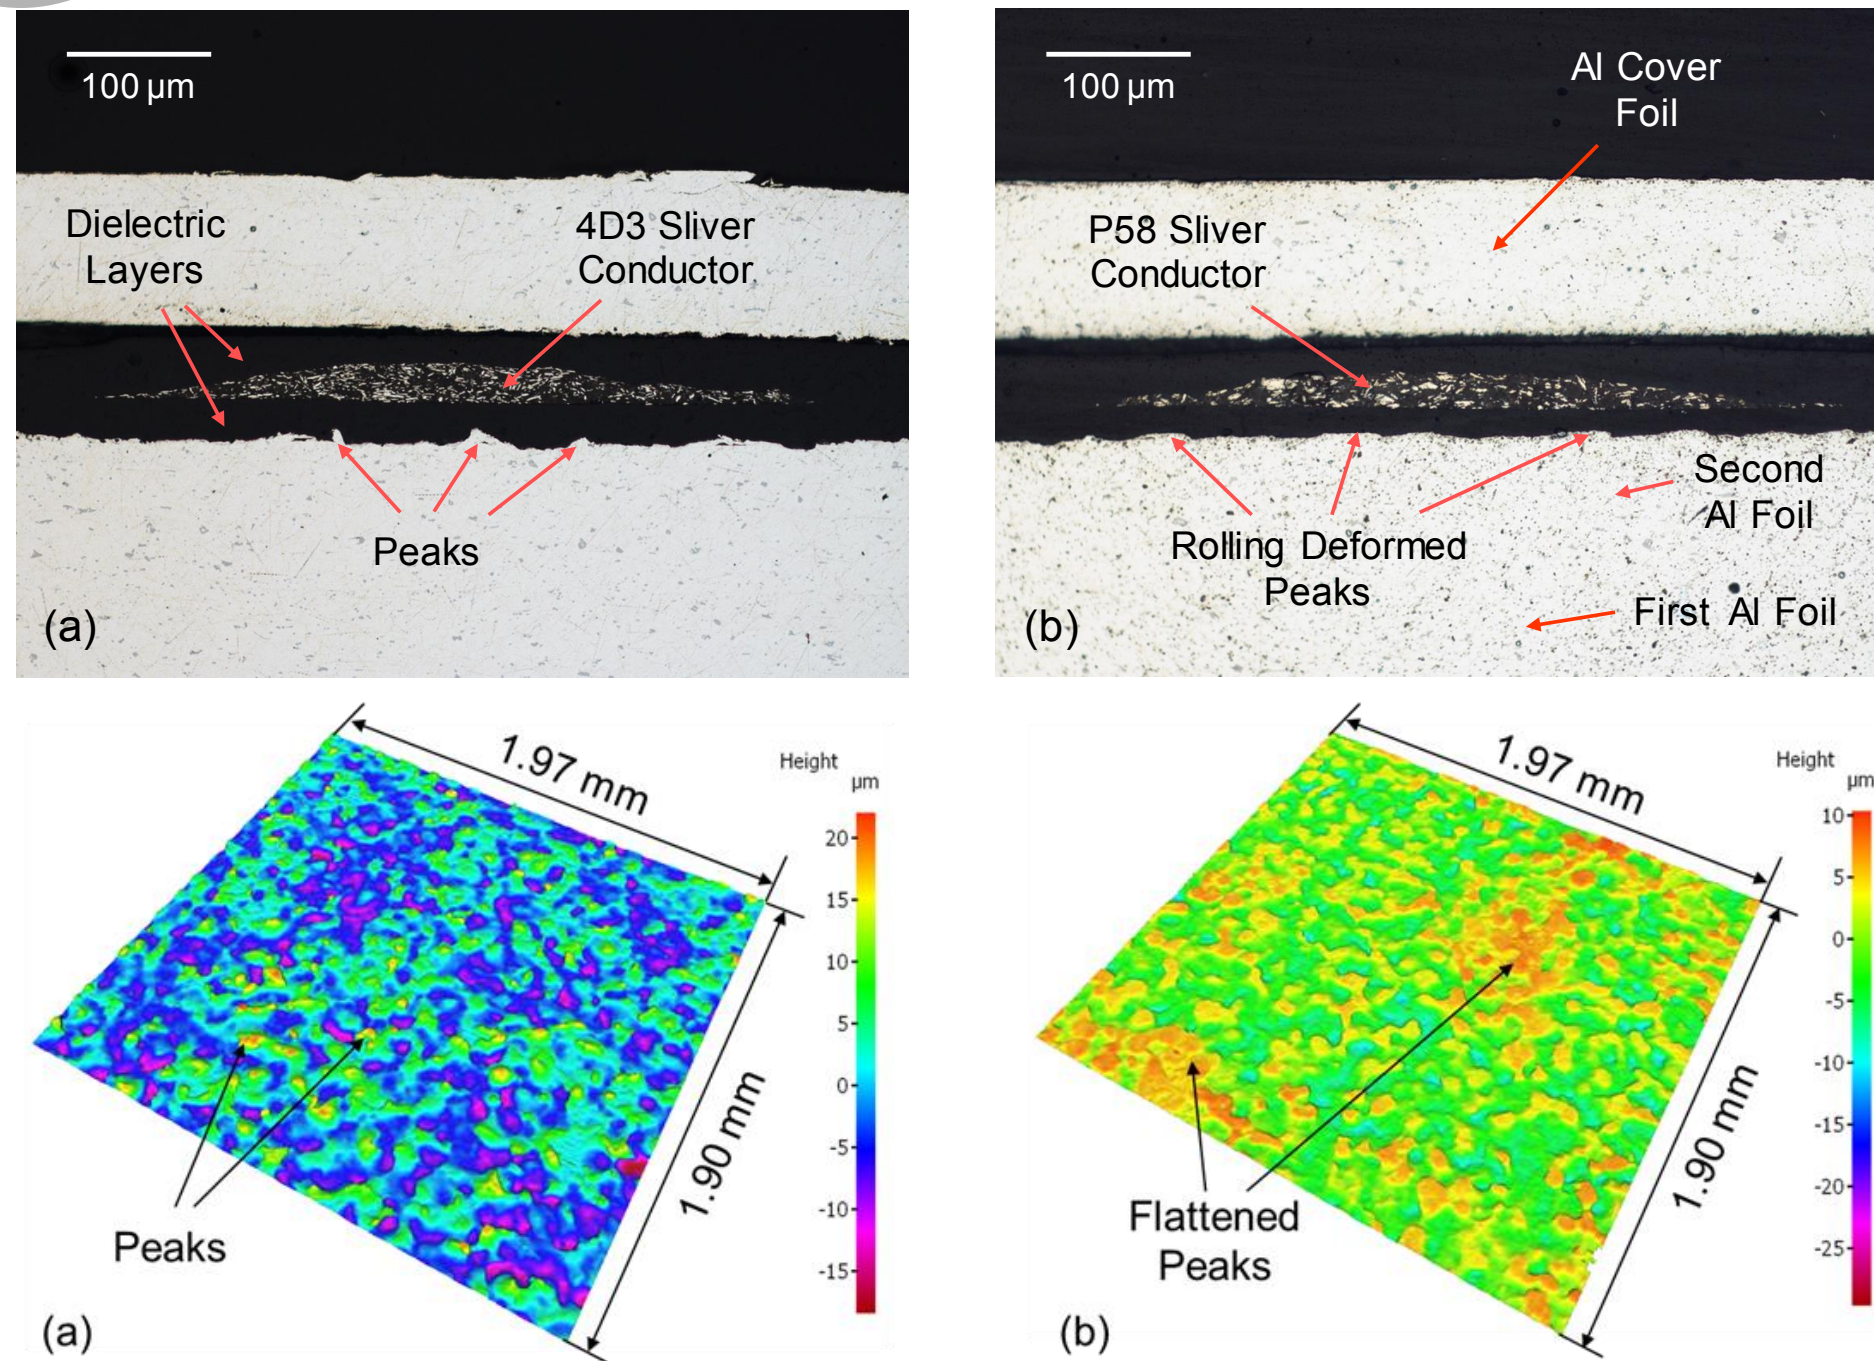 100 µm
Dielectric
Layers
4D3 Sliver
Conductor
Peaks
(a)
100 µm
Al Cover
Foil
P58 Sliver
Conductor
Second
Al Foil
Rolling Deformed
Peaks
First Al Foil
(b)
1.97 mm
Height
µm
20
15
10
5
0
-5
-10
-15
1.90 mm
Peaks
(a)
1.97 mm
Height
µm
10
5
0
-5
-10
-15
-20
-25
1.90 mm
Flattened
Peaks
(b)